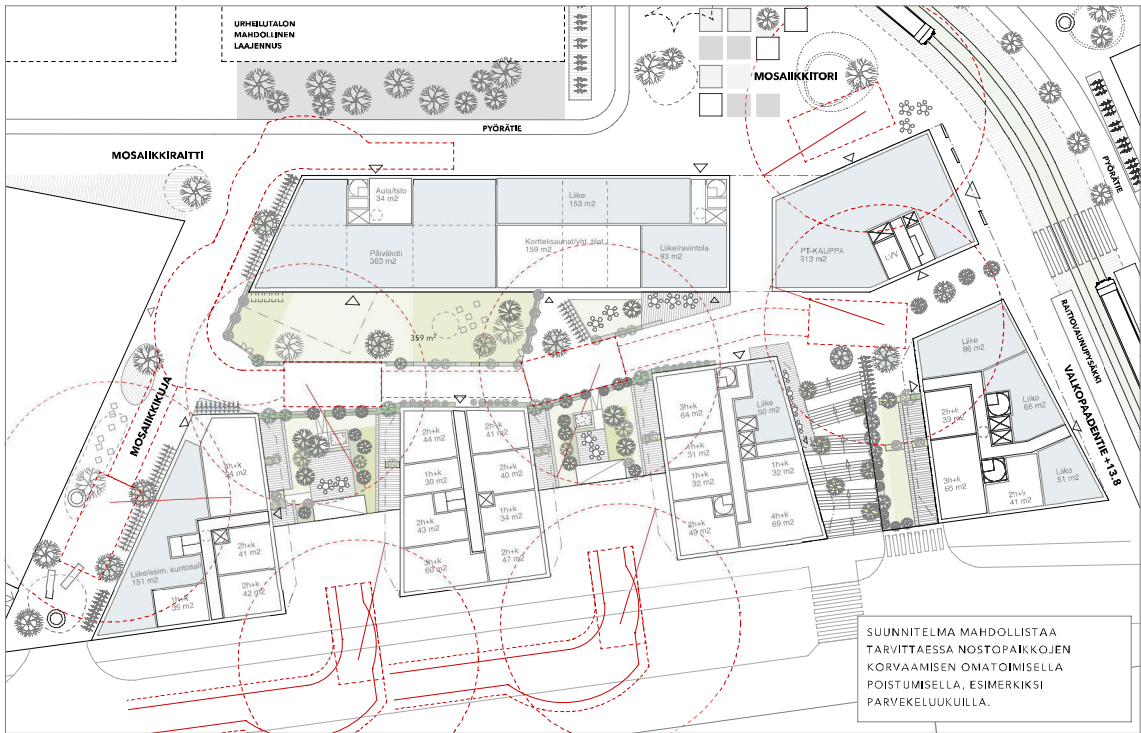 URHEILUTALON
MAHDOLLINEN
LAAJENNUS
MOSAIIKKITORI
PYÖRÄTIE
MOSAIIKKIRAITTI
PYÖRÄTIE
Aula/tsto
34 m2
Liike
153 m2
Päiväkoti
363 m2
Korttelisaunat/yht. tilat
159 m2
Liike/ravintola
93 m2
PT-KAUPPA
313 m2
359 m²
RAITIOVAUNUPYSÄKKI
VALKOPAADENTIE +13.8
MOSAIIKKIKUJA
Liike
86 m2
Liike
66 m2
Liike
51 m2
2h+k
39 m2
3h+k
65 m2
2h+k
41 m2
3h+k
64 m2
Liike
50 m2
1h+k
31 m2
1h+k
32 m2
1h+k
32 m2
2h+k
49 m2
4h+k
69 m2
2h+k
44 m2
2h+k
41 m2
1h+k
30 m2
2h+k
40 m2
2h+k
43 m2
1h+k
34 m2
3h+k
60 m2
2h+k
47 m2
1h+k
34 m2
2h+k
41 m2
2h+k
42 m2
Liike/esim. kuntosali
151 m2
1h+k
35 m2
SUUNNITELMA MAHDOLLISTAA
TARVITTAESSA NOSTOPAIKKOJEN
KORVAAMISEN OMATOIMISELLA
POISTUMISELLA, ESIMERKIKSI
PARVEKELUUKUILLA.